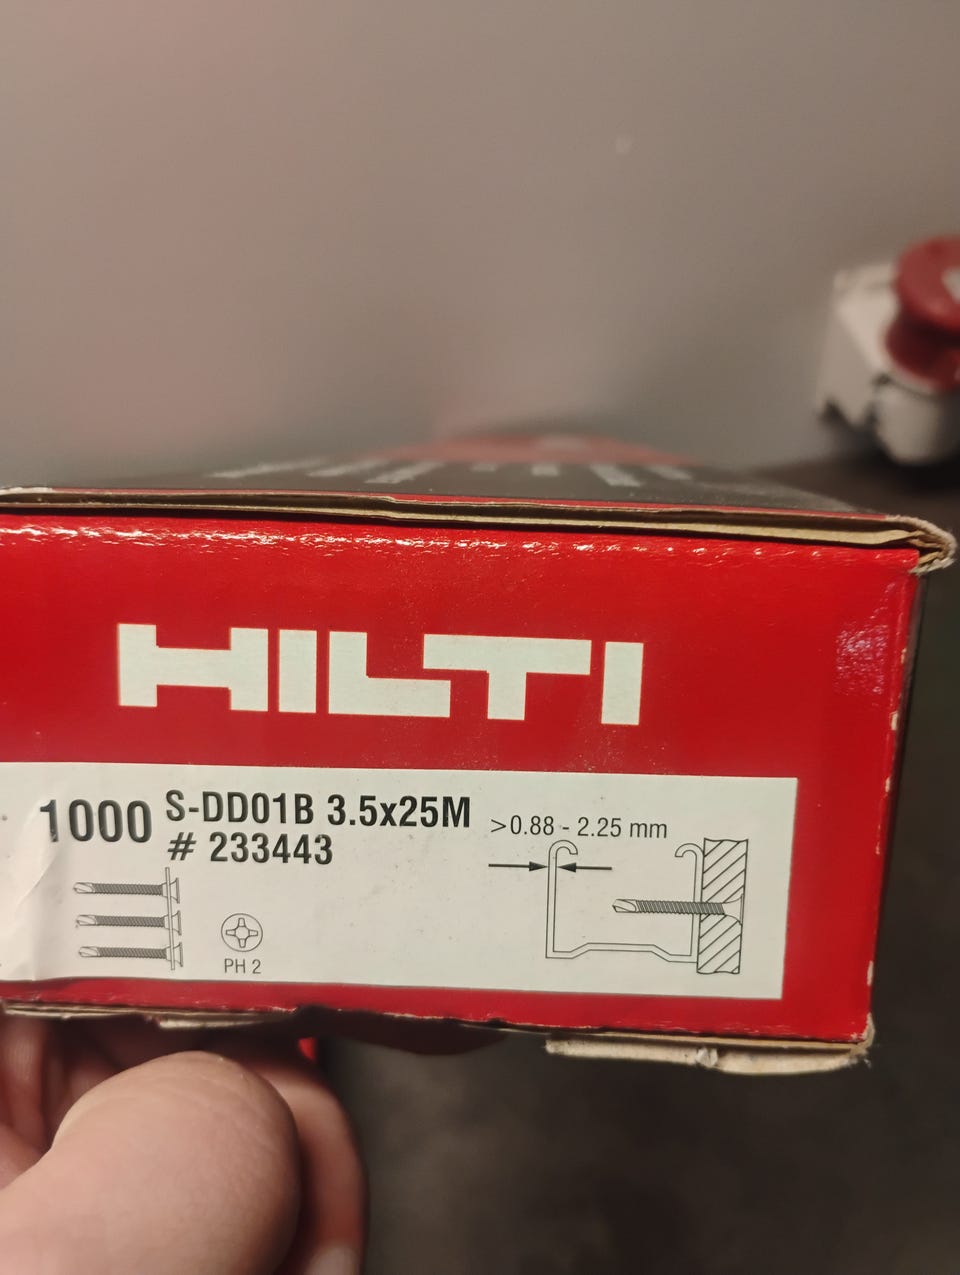 HILTI
1000 S-DD01B 3.5x25M
# 233443
>0.88 - 2.25 mm
PH 2